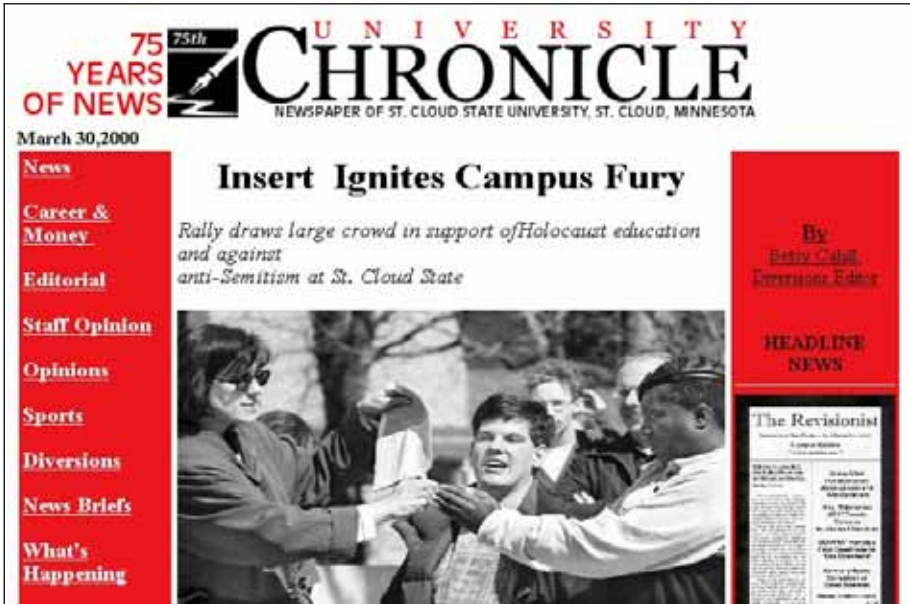 UNIVERSITY
75
YEARS
OF NEWS
75th
CHRONICLE
NEWSPAPER OF ST. CLOUD STATE UNIVERSITY, ST. CLOUD, MINNESOTA
March 30,2000
News
Career &
Money
Editorial
Staff Opinion
Opinions
Sports
Diversions
News Briefs
What's
Happening
Insert Ignites Campus Fury
Rally draws large crowd in support ofHolocaust education
and against
anti-Semitism at St. Cloud State
By
Betsy Cahill,
Diversions Editor
HEADLINE
NEWS
The Revisionist